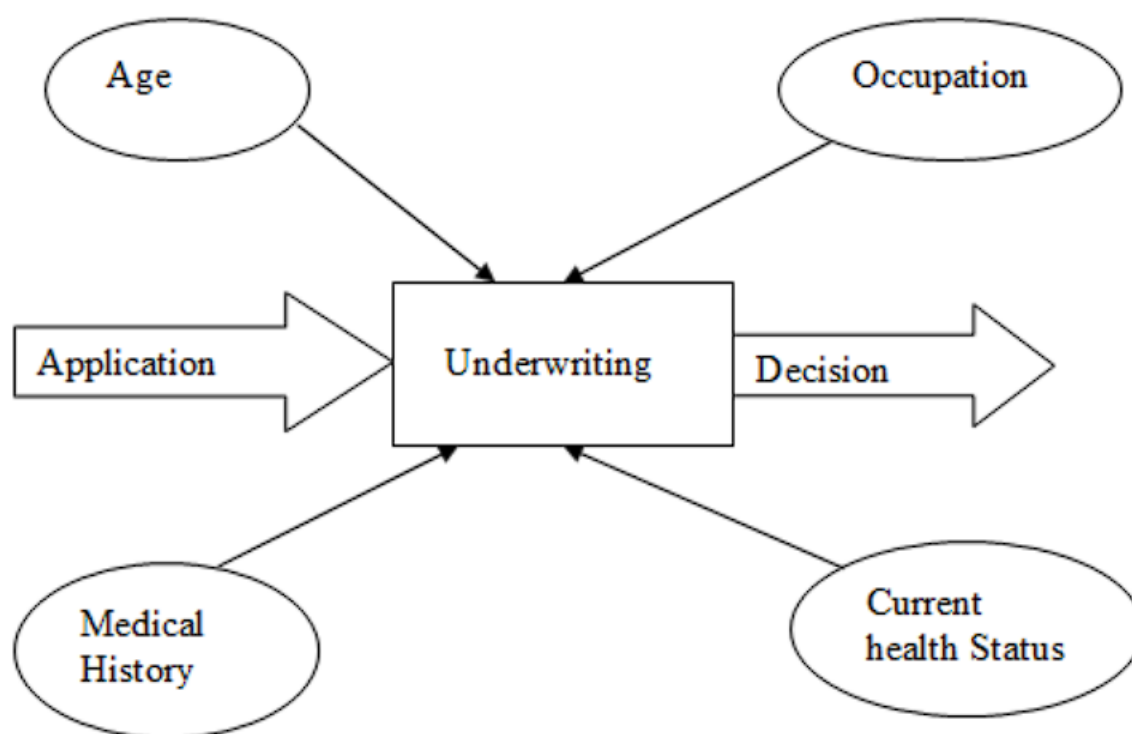 Age
Occupation
Application
Underwriting
Decision
Medical
History
Current
health Status